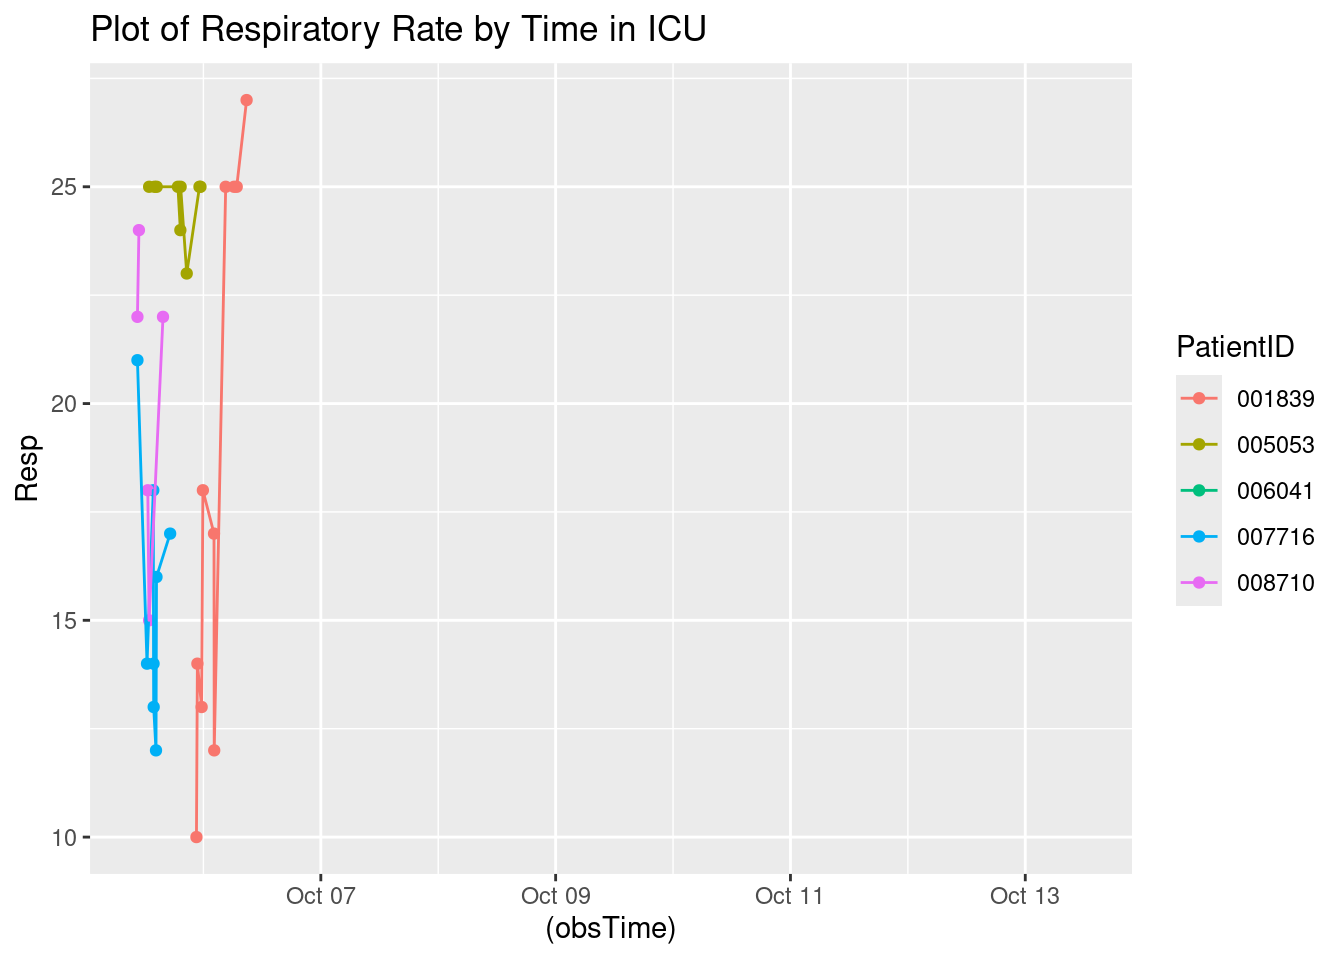 Plot of Respiratory Rate by Time in ICU
25
20
15
10
Resp
Oct 07
Oct 09
Oct 11
Oct 13
(obsTime)
PatientID
001839
005053
006041
007716
008710